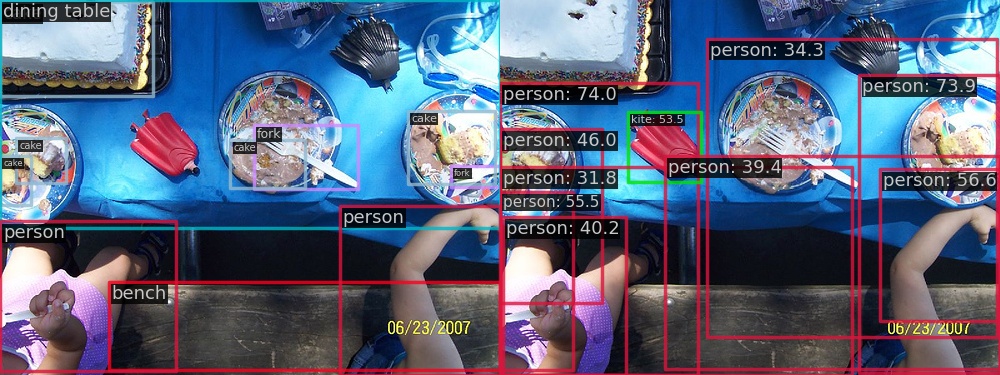 dining table
person: 34.3
person: 73.9
person: 74.0
cake
kite: 53.5
fork
person: 46.0
cake
cake
cake
person: 39.4
fork
person: 31.8
person: 56.6
person: 55.5
person
person
person: 40.2
bench
06/23/2007
06/23/2007